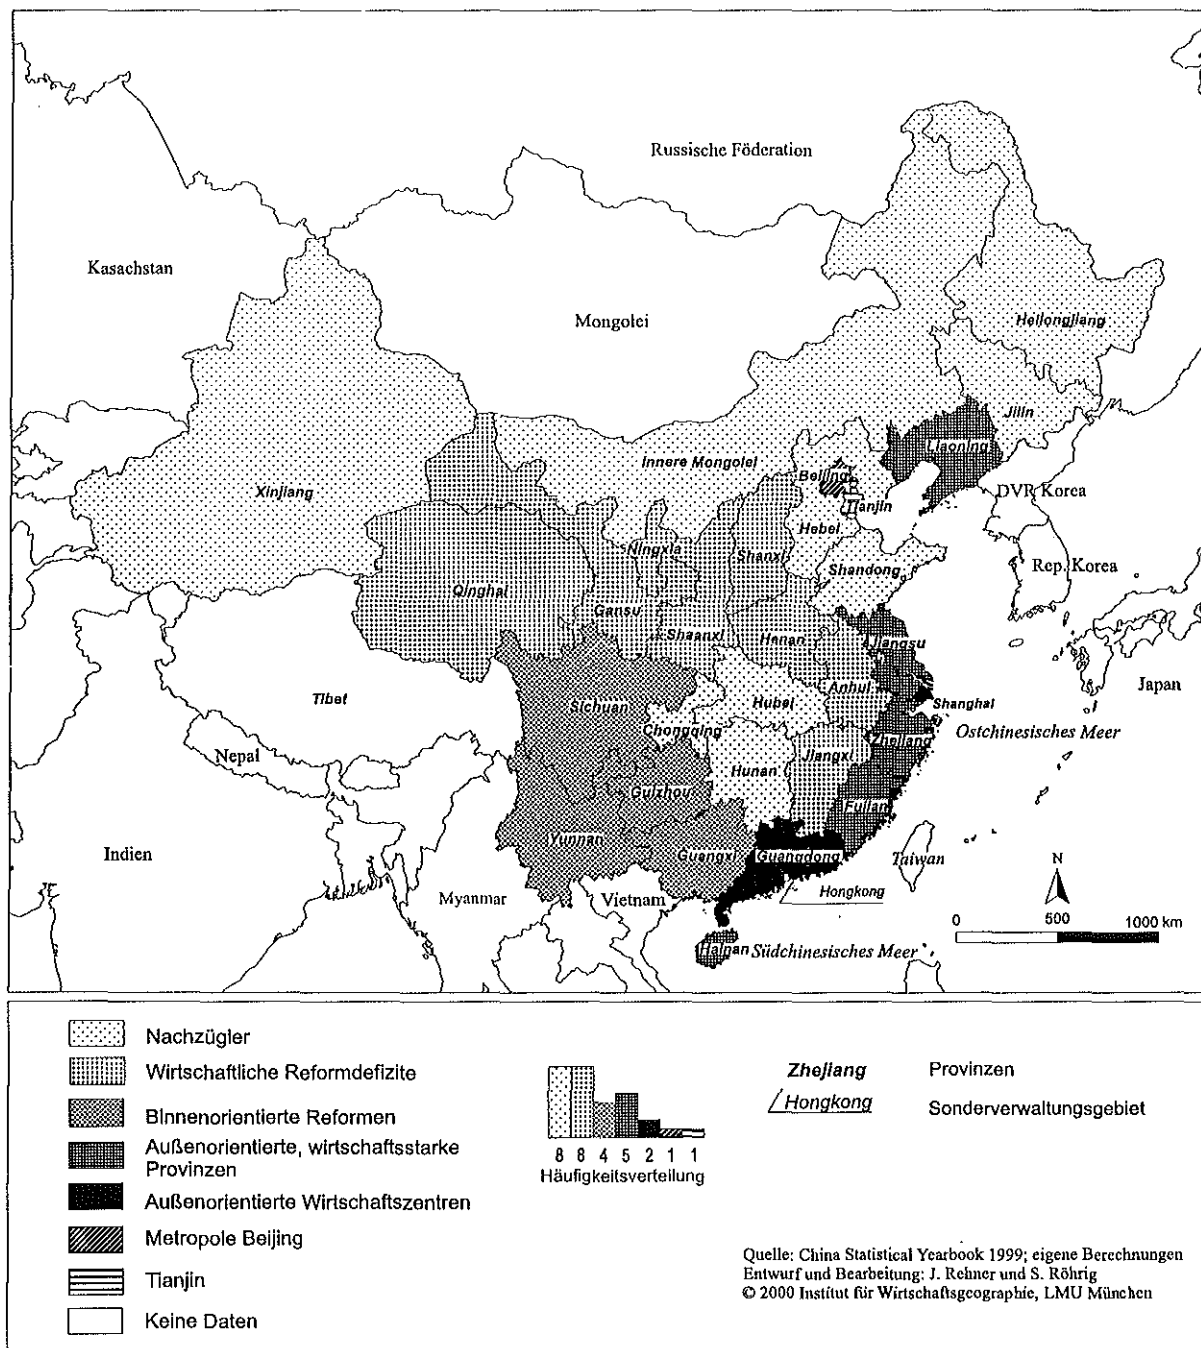 Russische Föderation
Kasachstan
Mongolei
Heilongjiang
Jilin
Liaoning
Innere Mongolei
Beijing
Xinjiang
Tianjin
DVR Korea
Hebei
Ningxia
Shanxi
Shandong
Rep. Korea
Qinghai
Gansu
Shaanxi
Henan
Jiangsu
Japan
Tibet
Anhui
Hubei
Sichuan
Shanghai
Chongqing
Ostchinesisches Meer
Zhejiang
Nepal
Jiangxi
Hunan
Guizhou
Fujian
Yunnan
Indien
Guangxi
Guangdong
Taiwan
N
Myanmar
Vietnam
Hongkong
0 500 1000 km
Hainan
Südchinesisches Meer
Nachzügler
Wirtschaftliche Reformdefizite
Binnenorientierte Reformen
Außenorientierte, wirtschaftsstarke
Provinzen
Außenorientierte Wirtschaftszentren
Metropole Beijing
Tianjin
Keine Daten
8 8 4 5 2 1 1
Häufigkeitsverteilung
Zhejiang Provinzen
Hongkong Sonderverwaltungsgebiet
Quelle: China Statistical Yearbook 1999; eigene Berechnungen
Entwurf und Bearbeitung: J. Rehner und S. Röhrig
© 2000 Institut für Wirtschaftsgeographie, LMU München